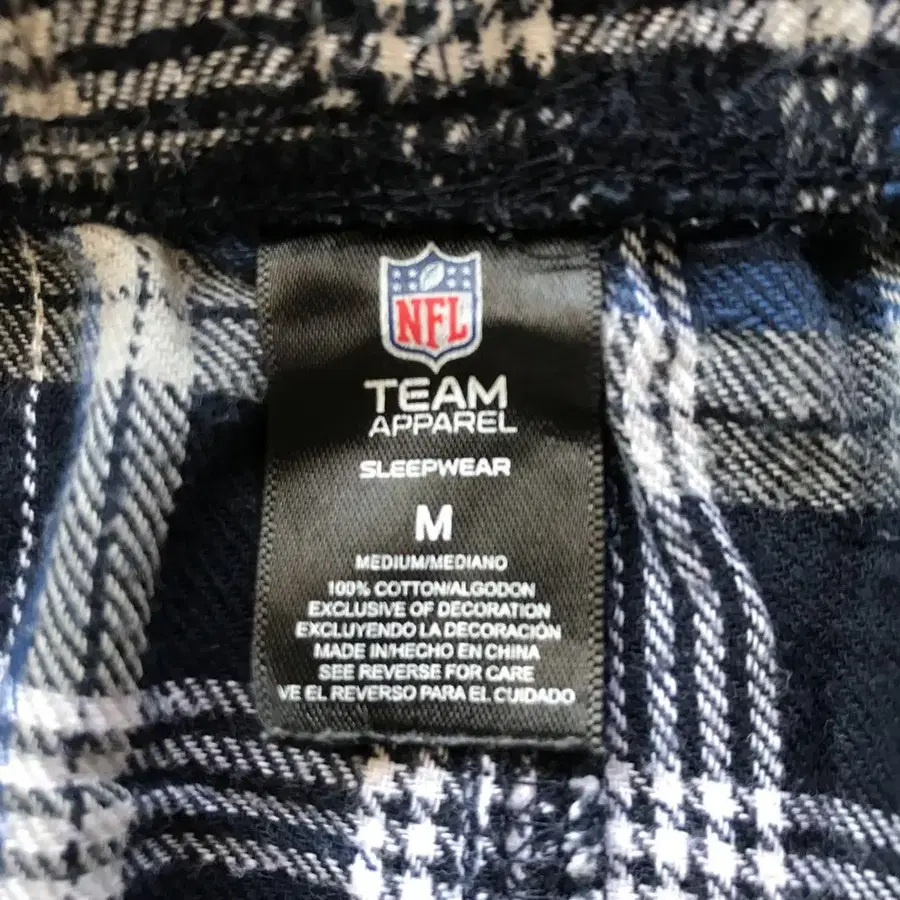 NFL
TEAM
APPAREL
SLEEPWEAR
M
MEDIUM/MEDIANO
100% COTTON/ALGODON
EXCLUSIVE OF DECORATION
EXCLUYENDO LA DECORACIÓN
MADE IN/HECHO EN CHINA
SEE REVERSE FOR CARE
VE EL REVERSO PARA EL CUIDADO